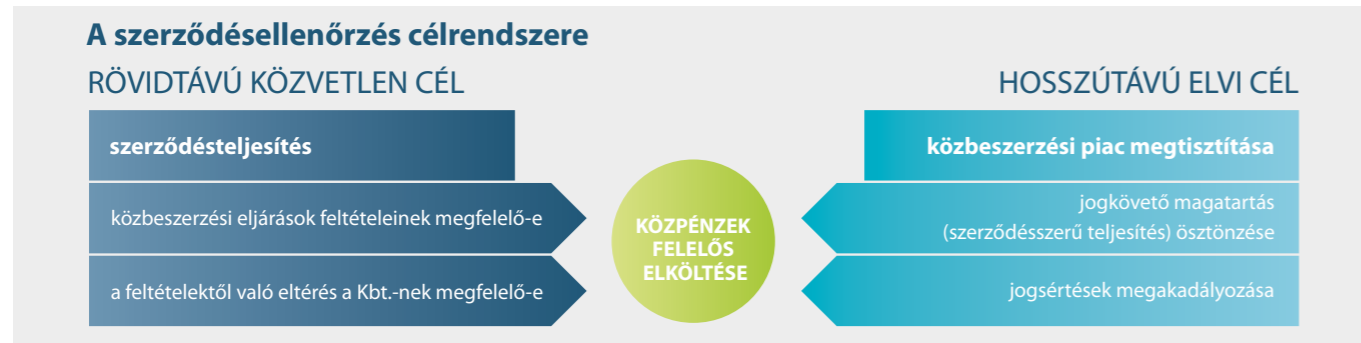 A szerződésellenőrzés célrendszere
RÖVIDTÁVÚ KÖZVETLEN CÉL
szerződésteljesítés
közbeszerzési eljárások feltételeinek megfelelő-e
a feltételektől való eltérés a Kbt.-nek megfelelő-e
KÖZPÉNZEK
FELELŐS
ELKÖLTÉSE
HOSSZÚTÁVÚ ELVI CÉL
közbeszerzési piac megtisztítása
jogkövető magatartás
(szerződésszerű teljesítés) ösztönzése
jogsértések megakadályozása